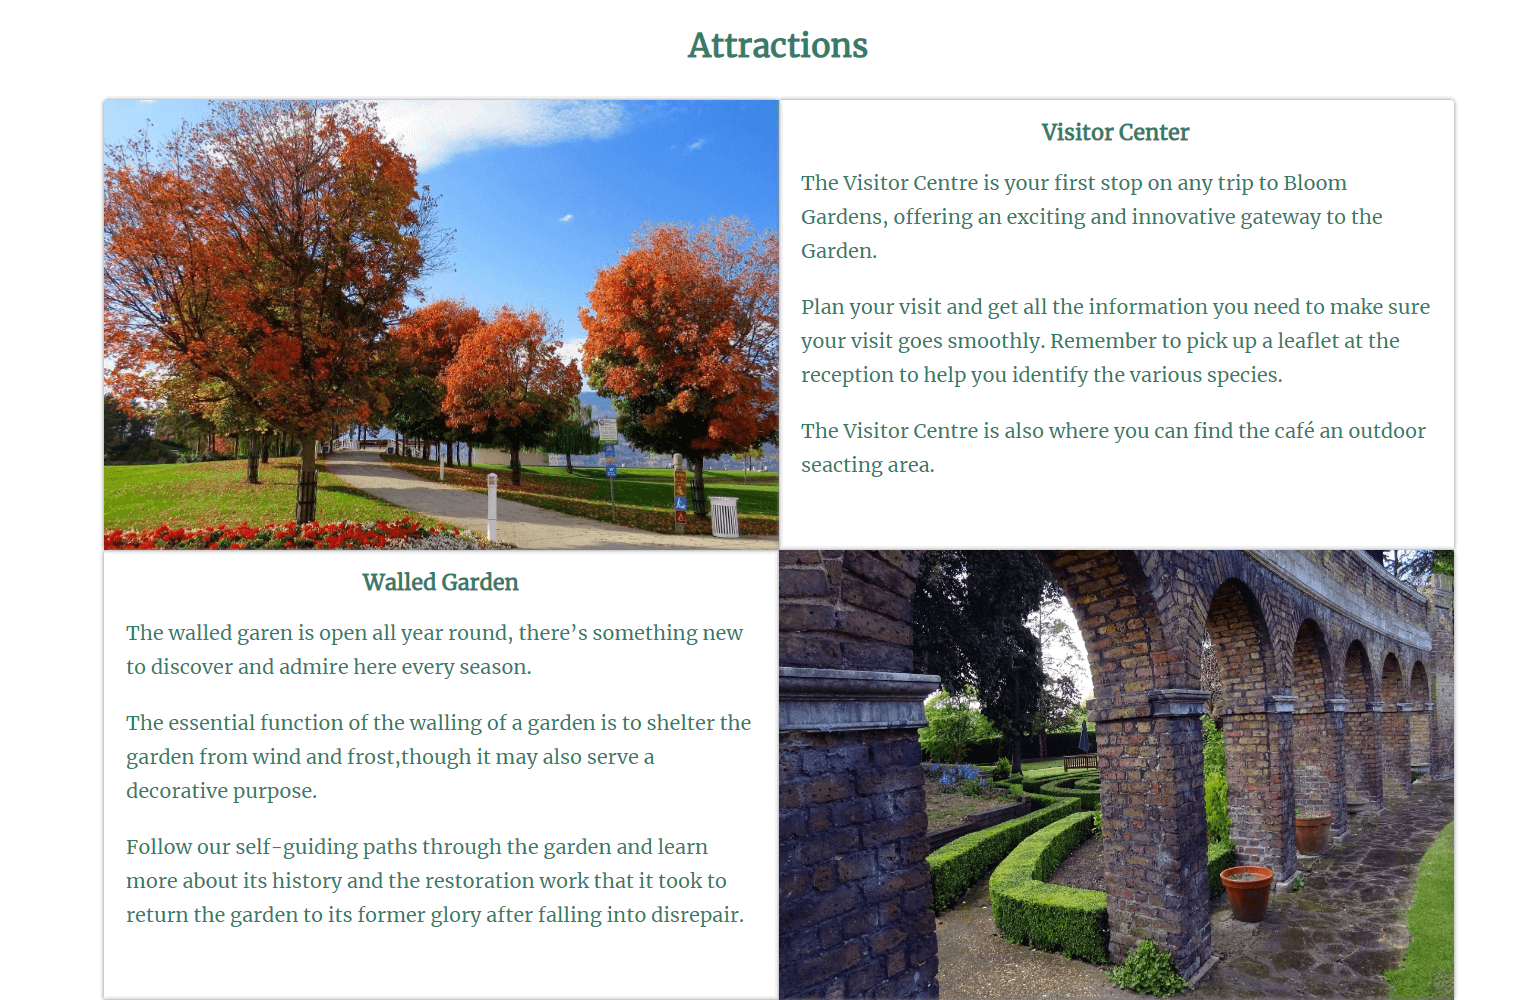 Attractions
Visitor Center
The Visitor Centre is your first stop on any trip to Bloom
Gardens, offering an exciting and innovative gateway to the
Garden.
Plan your visit and get all the information you need to make sure
your visit goes smoothly. Remember to pick up a leaflet at the
reception to help you identify the various species.
The Visitor Centre is also where you can find the café an outdoor
seacting area.
Walled Garden
The walled garen is open all year round, there’s something new
to discover and admire here every season.
The essential function of the walling of a garden is to shelter the
garden from wind and frost,though it may also serve a
decorative purpose.
Follow our self-guiding paths through the garden and learn
more about its history and the restoration work that it took to
return the garden to its former glory after falling into disrepair.